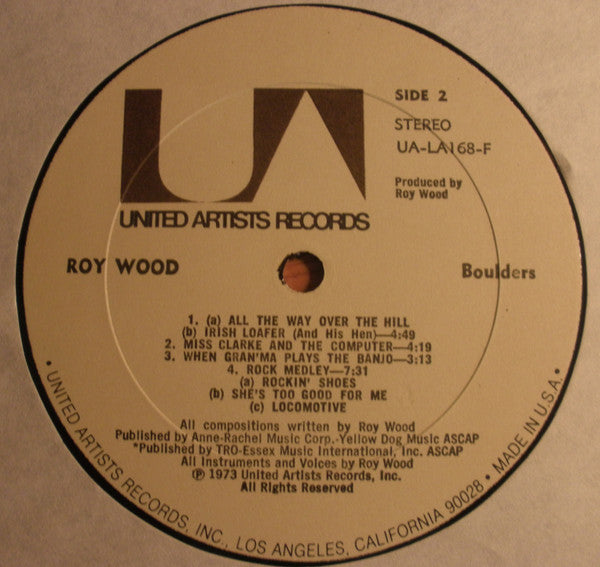 UA
SIDE 2
STEREO
UA-LA168-F
Produced by
Roy Wood
UNITED ARTISTS RECORDS
ROY WOOD
Boulders
1. (a) ALL THE WAY OVER THE HILL
(b) IRISH LOAFER (And His Hen)—4:49
2. MISS CLARKE AND THE COMPUTER—4:19
3. WHEN GRAN'MA PLAYS THE BANJO—3:13
4. ROCK MEDLEY—7:31
(a) ROCKIN' SHOES
(b) SHE'S TOO GOOD FOR ME
(c) LOCOMOTIVE
All compositions written by Roy Wood
Published by Anne-Rachel Music Corp.-Yellow Dog Music ASCAP
*Published by TRO-Essex Music International, Inc. ASCAP
All Instruments and Voices by Roy Wood
℗ 1973 United Artists Records, Inc.
All Rights Reserved
• UNITED ARTISTS RECORDS, INC., LOS ANGELES, CALIFORNIA 90028 • MADE IN U.S.A. •